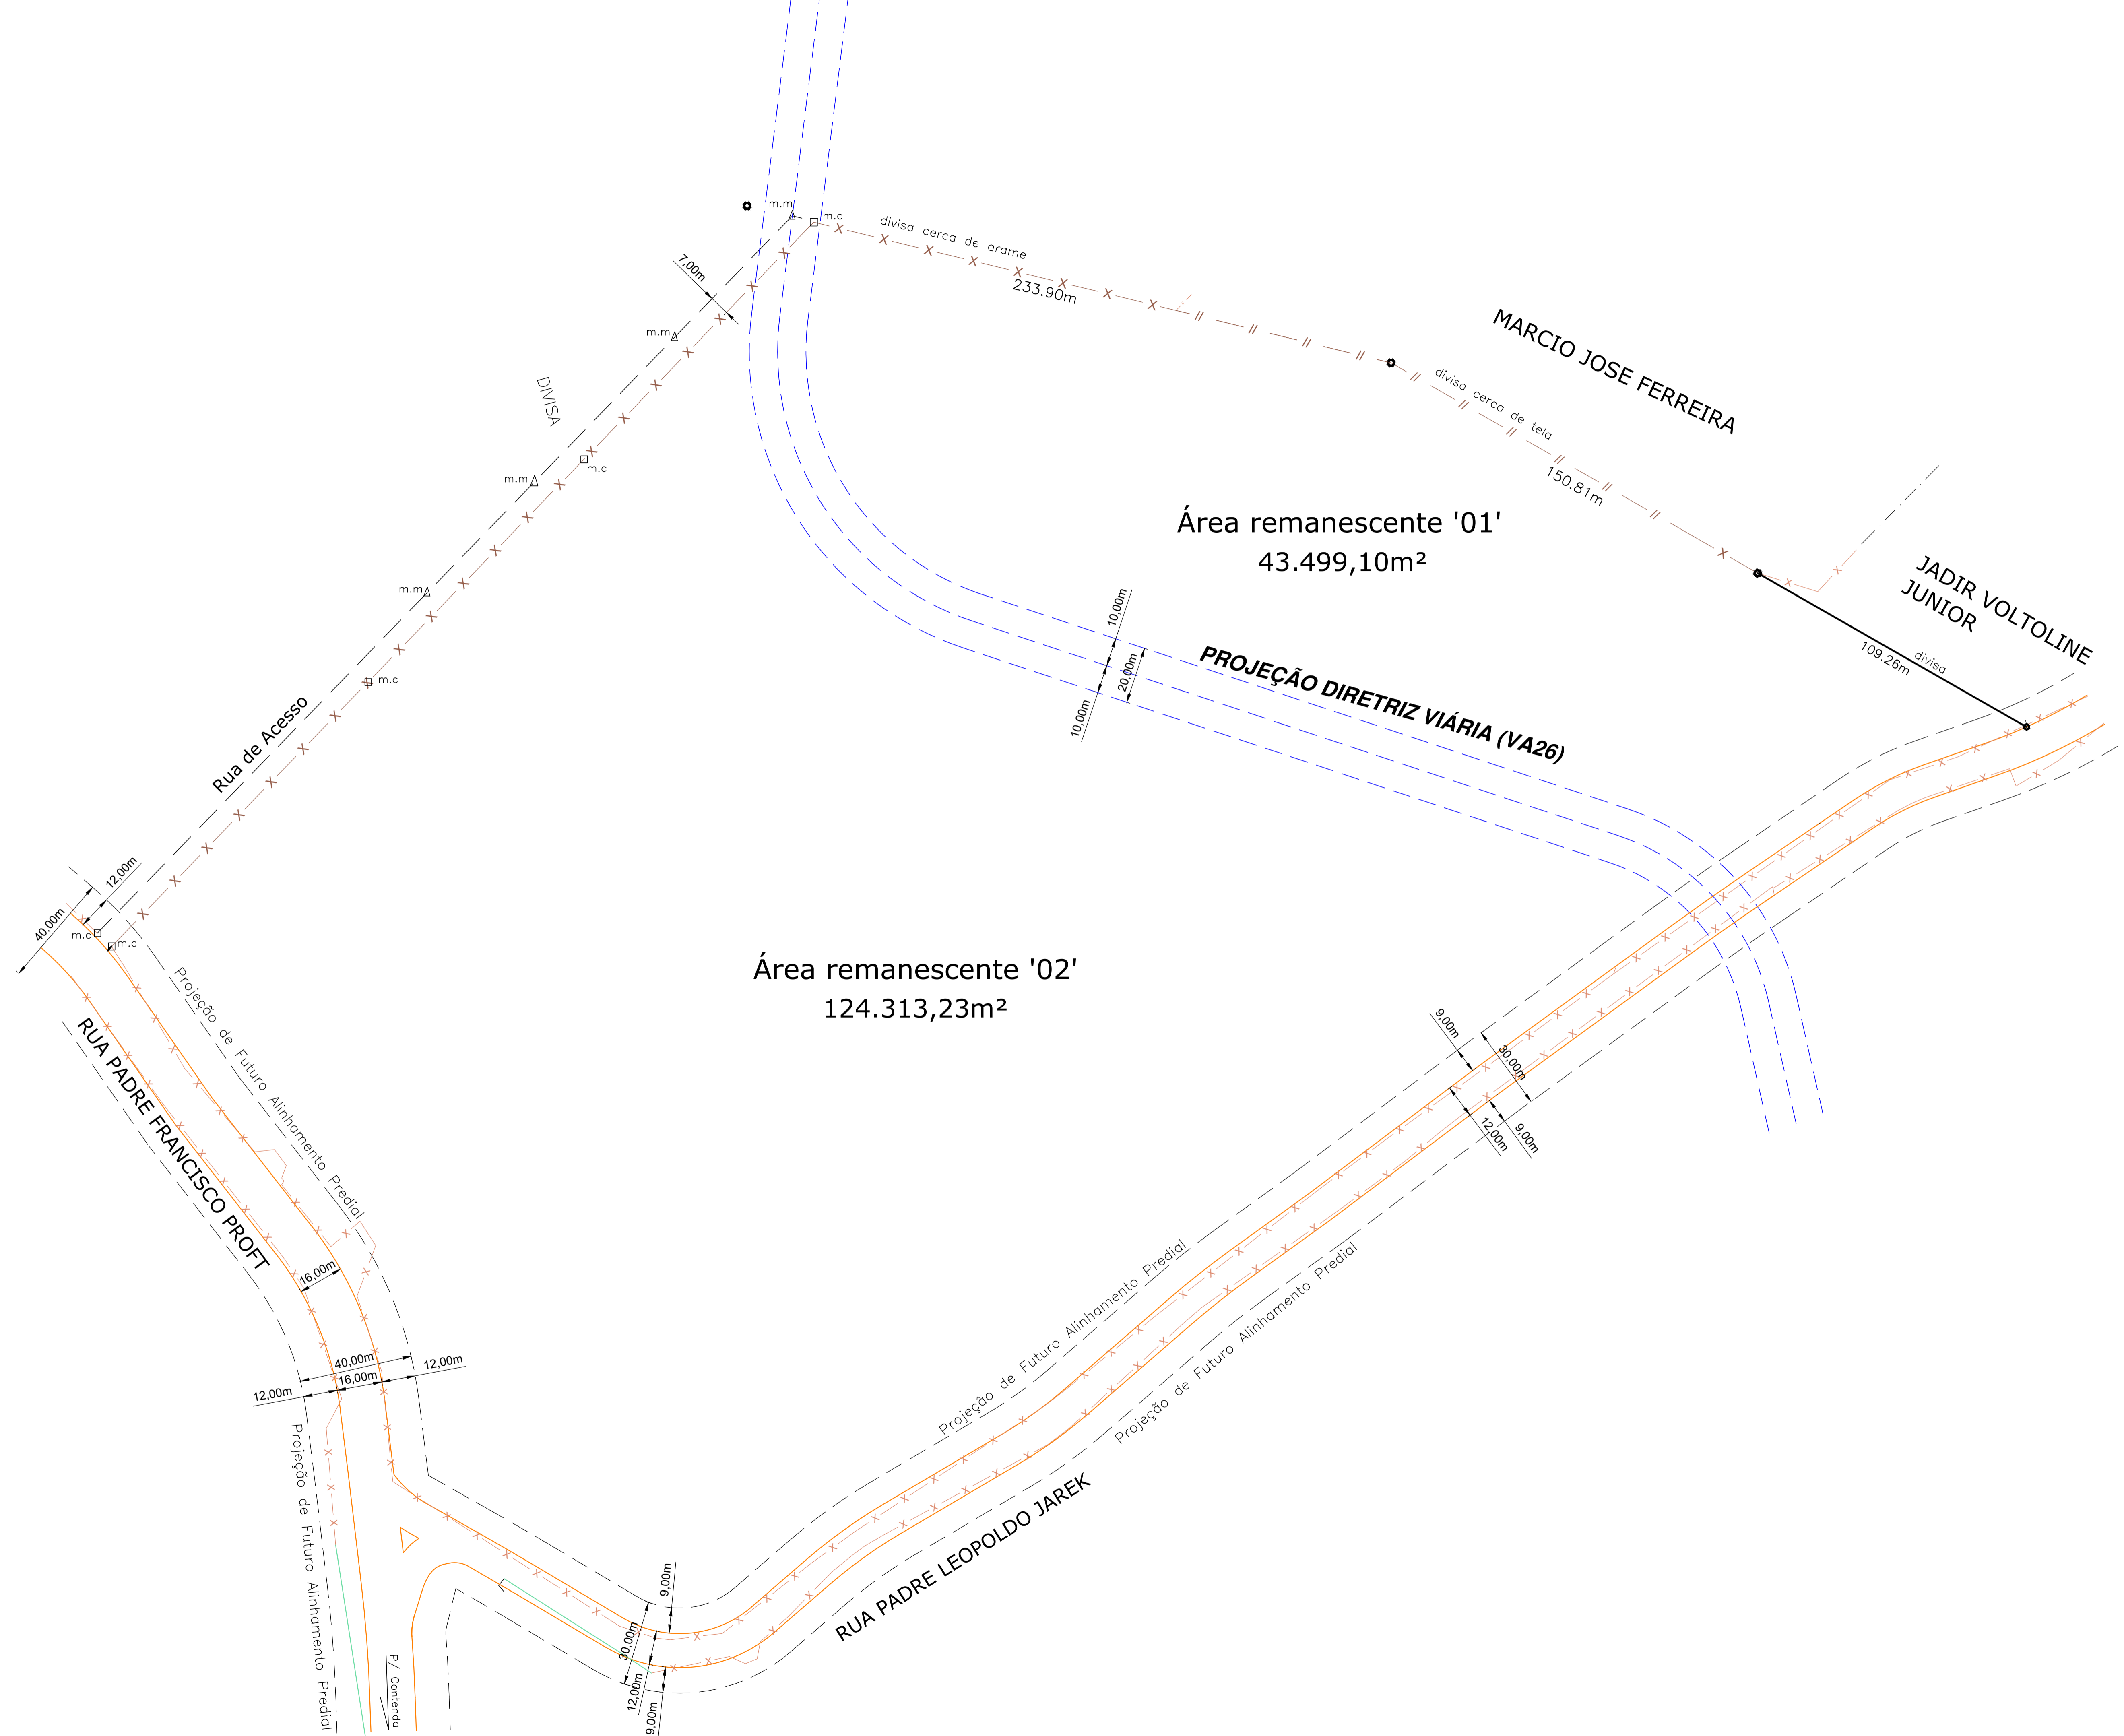 m.m
m.c
divisa cerca de arame
233.90m
7.00m
m.m
MARCIO JOSE FERREIRA
divisa cerca de tela
150.81m
DIVISA
m.c
m.m
Área remanescente '01'
43.499,10m²
JADIR VOLTOLINE
JUNIOR
divisa
109.26m
m.m
10,00m
20,00m
10,00m
PROJEÇÃO DIRETRIZ VIÁRIA (VA26)
m.c
Rua de Acesso
12,00m
40,00m
m.c
m.c
Área remanescente '02'
124.313,23m²
Projeção de Futuro Alinhamento Predial
RUA PADRE FRANCISCO PROFT
9,00m
30,00m
12,00m
9,00m
16,00m
Projeção de Futuro Alinhamento Predial
Projeção de Futuro Alinhamento Predial
40,00m
12,00m
16,00m
12,00m
Projeção de Futuro Alinhamento Predial
RUA PADRE LEOPOLDO JAREK
9,00m
30,00m
12,00m
9,00m
P/ Contenda